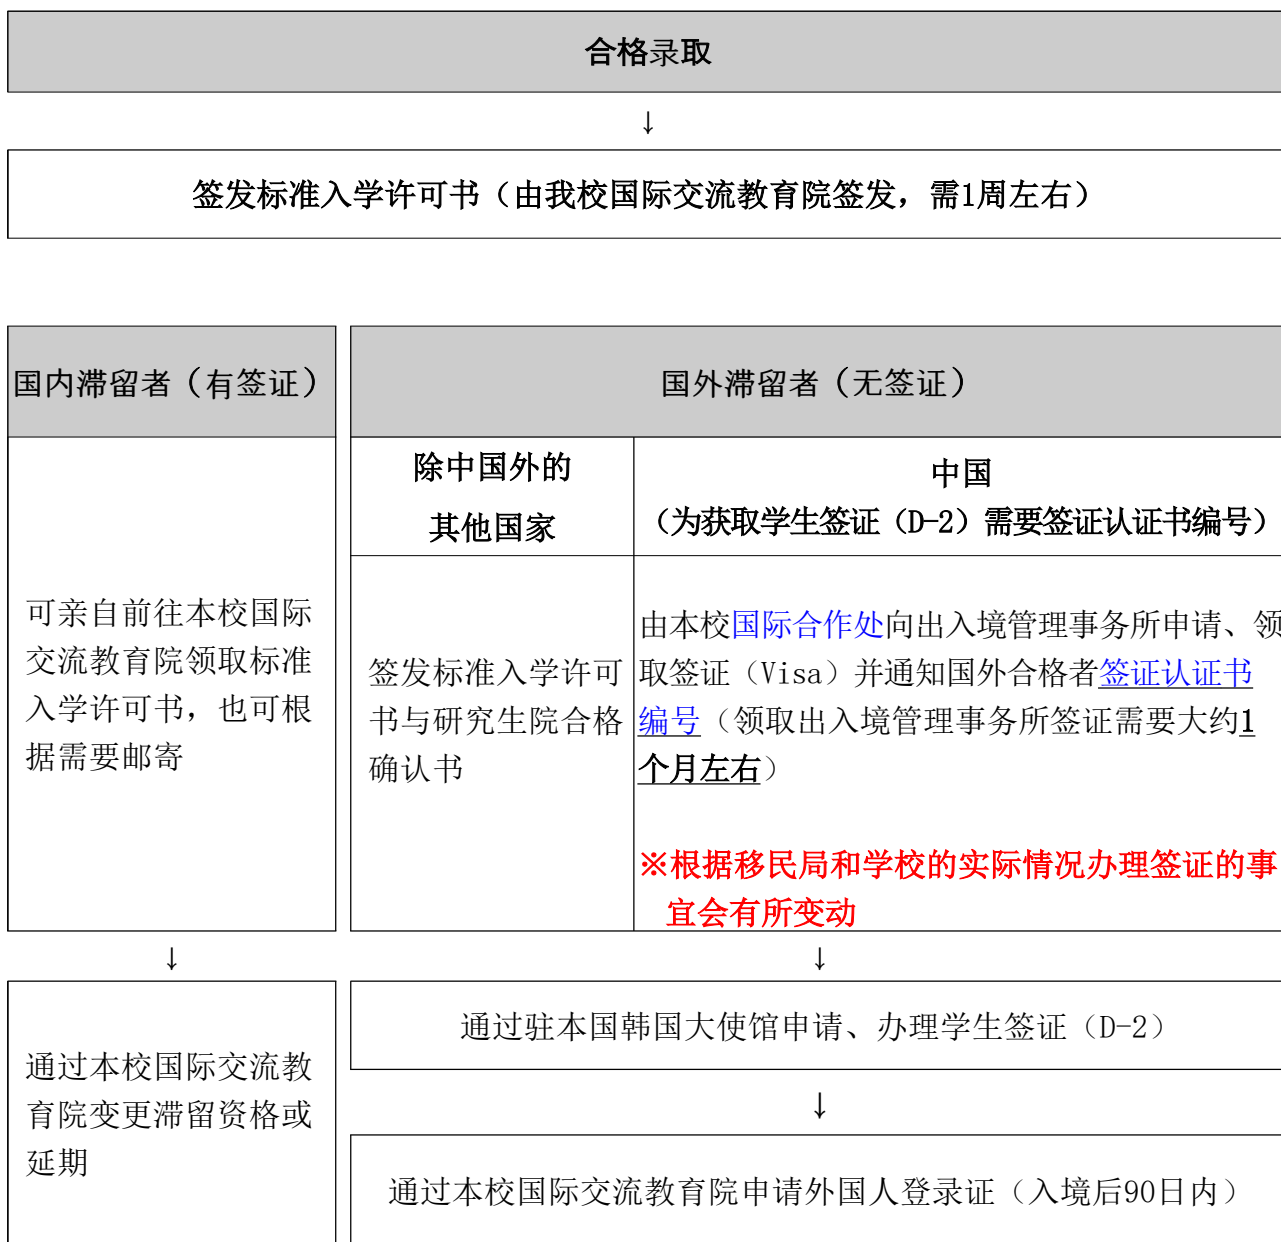 合格录取
↓
签发标准入学许可书（由我校国际交流教育院签发，需1周左右）
国内滞留者（有签证）
国外滞留者（无签证）
可亲自前往本校国际
交流教育院领取标准
入学许可书，也可根
据需要邮寄
除中国外的
其他国家
中国
（为获取学生签证（D-2）需要签证认证书编号）
签发标准入学许可
书与研究生院合格
确认书
由本校国际合作处向出入境管理事务所申请、领
取签证（Visa）并通知国外合格者签证认证书
编号（领取出入境管理事务所签证需要大约1
个月左右）
※根据移民局和学校的实际情况办理签证的事
宜会有所变动
↓
↓
通过本校国际交流教
育院变更滞留资格或
延期
通过驻本国韩国大使馆申请、办理学生签证（D-2）
↓
通过本校国际交流教育院申请外国人登录证（入境后90日内）